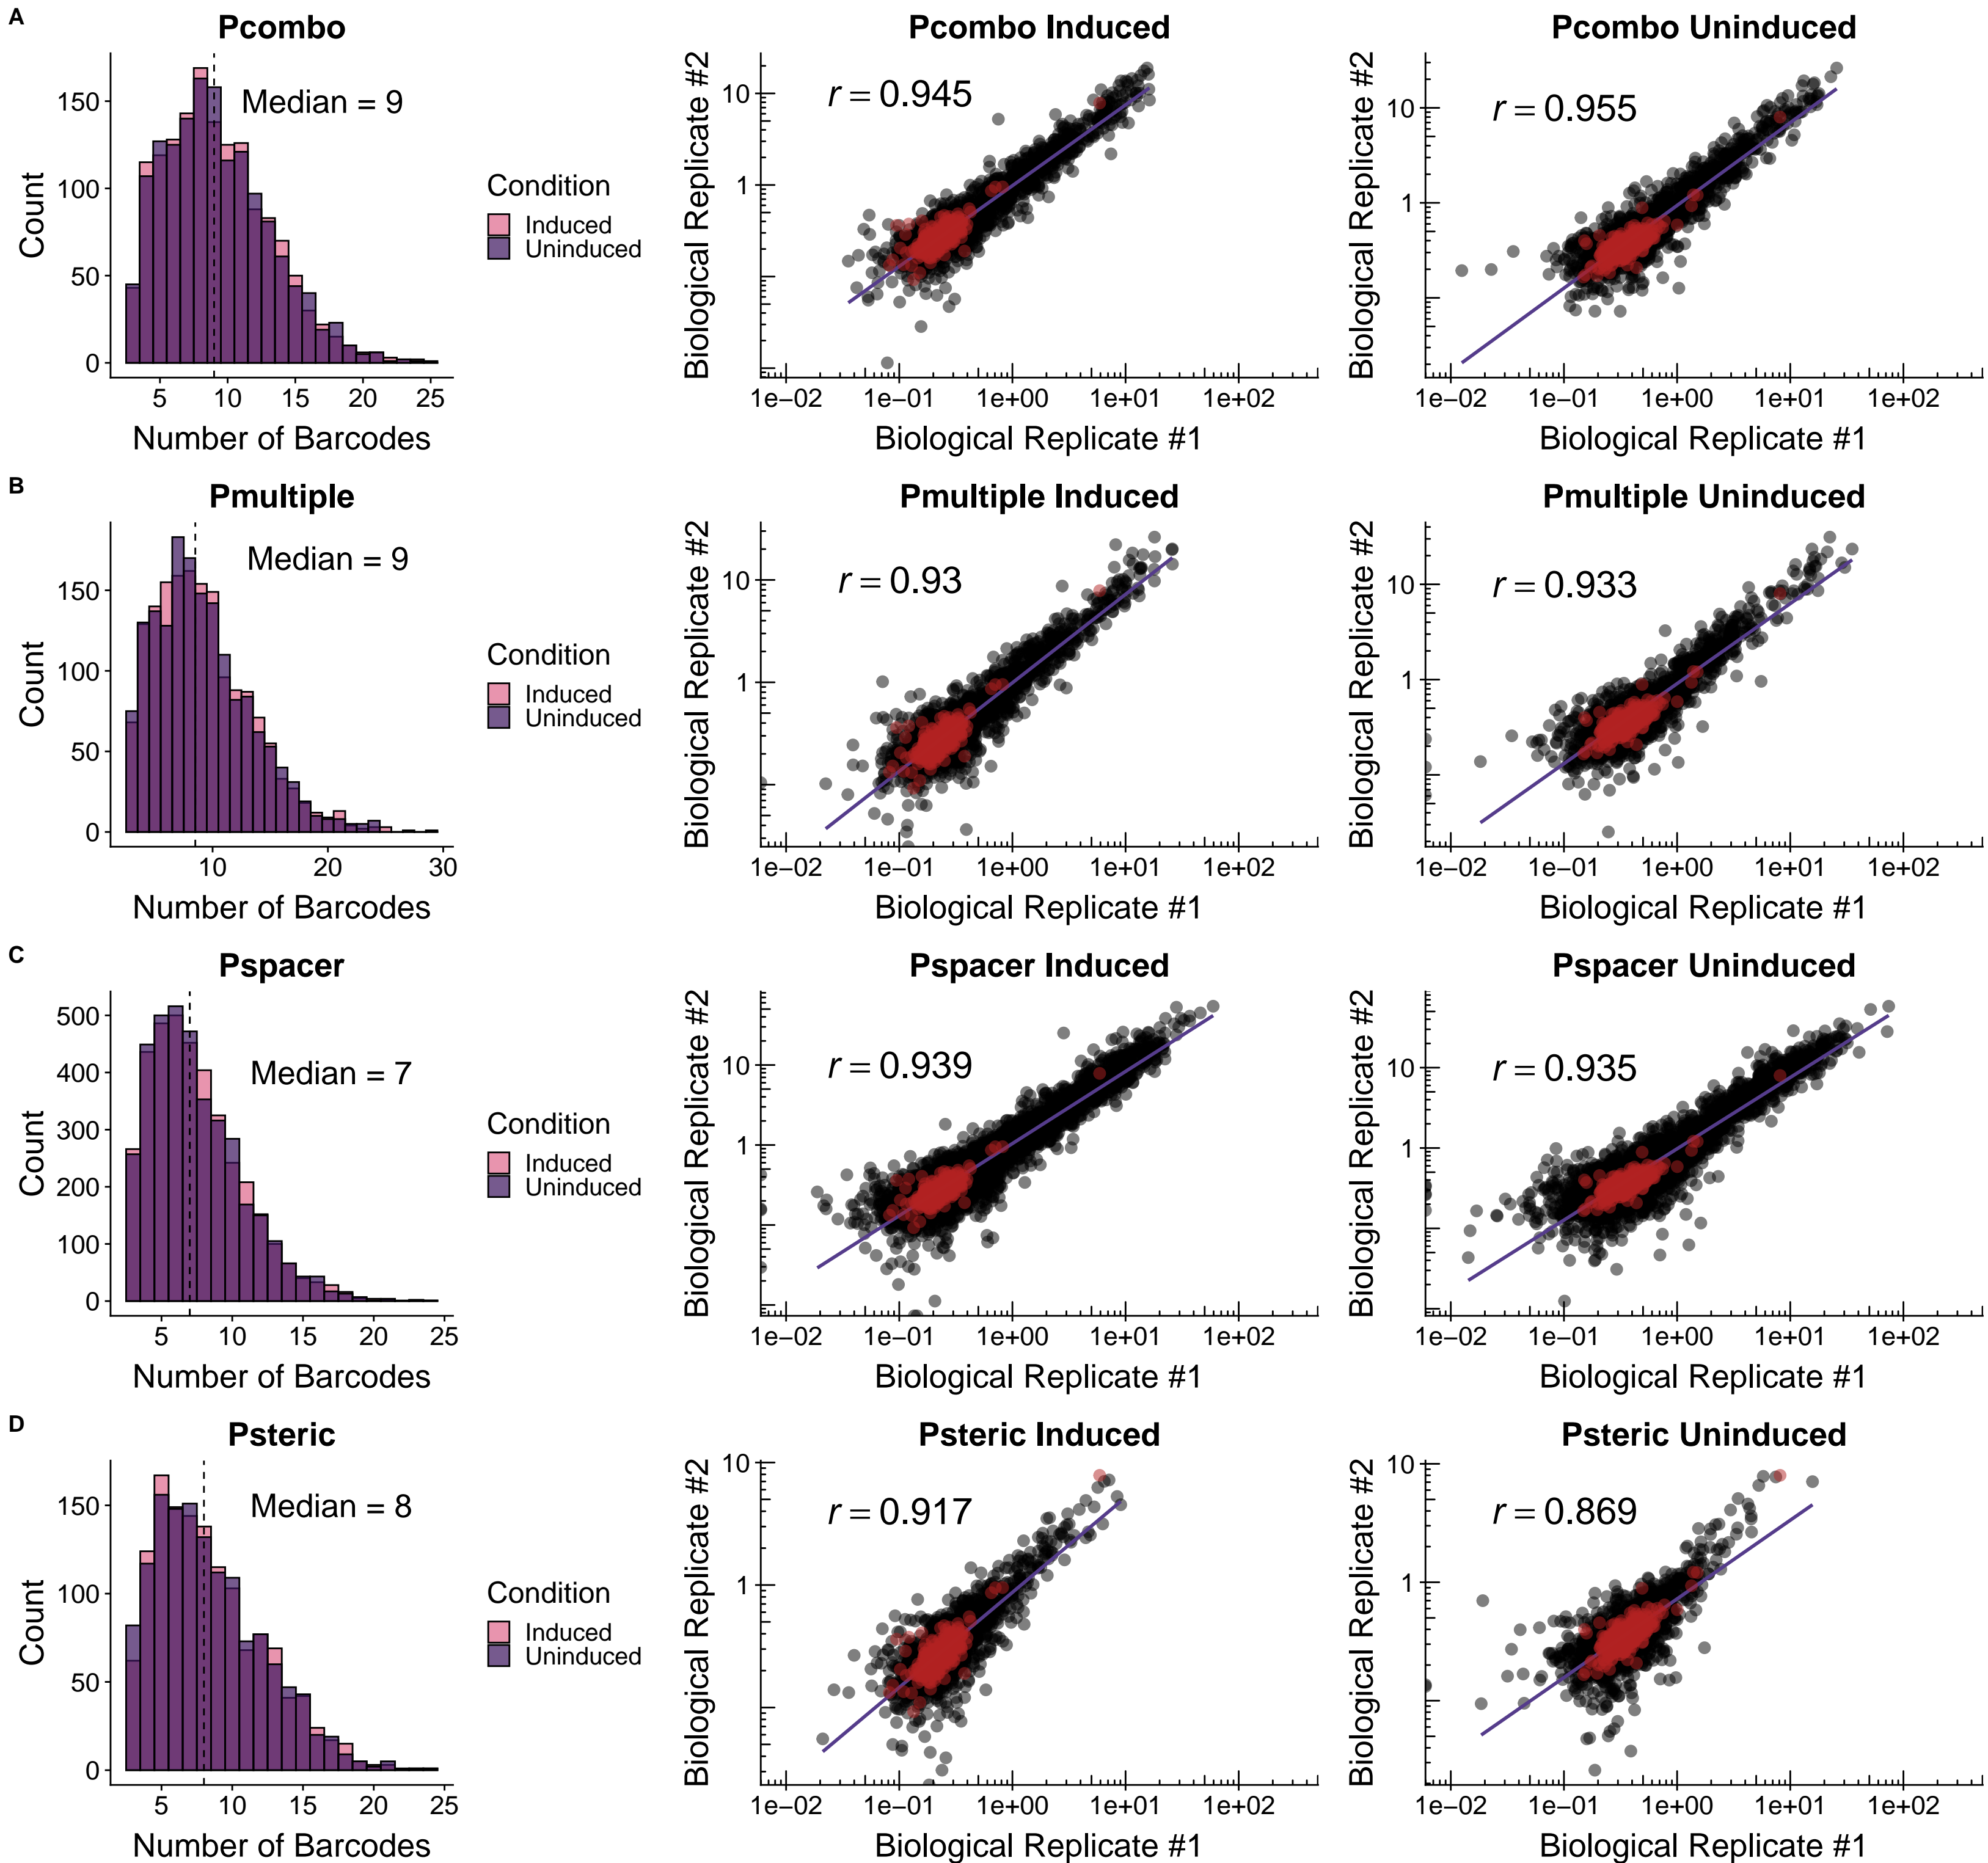 A
Pcombo
Pcombo Induced
Pcombo Uninduced
Count
150
100
50
0
Median = 9
5 10 15 20 25
Number of Barcodes
Condition
Induced
Uninduced
Biological Replicate #2
10
1
r = 0.945
1e−02 1e−01 1e+00 1e+01 1e+02
Biological Replicate #1
Biological Replicate #2
10
1
r = 0.955
1e−02 1e−01 1e+00 1e+01 1e+02
Biological Replicate #1
B
Pmultiple
Pmultiple Induced
Pmultiple Uninduced
Count
150
100
50
0
Median = 9
10 20 30
Number of Barcodes
Condition
Induced
Uninduced
Biological Replicate #2
10
1
r = 0.93
1e−02 1e−01 1e+00 1e+01 1e+02
Biological Replicate #1
Biological Replicate #2
10
1
r = 0.933
1e−02 1e−01 1e+00 1e+01 1e+02
Biological Replicate #1
C
Pspacer
Pspacer Induced
Pspacer Uninduced
Count
500
400
300
200
100
0
Median = 7
5 10 15 20 25
Number of Barcodes
Condition
Induced
Uninduced
Biological Replicate #2
10
1
r = 0.939
1e−02 1e−01 1e+00 1e+01 1e+02
Biological Replicate #1
Biological Replicate #2
10
1
r = 0.935
1e−02 1e−01 1e+00 1e+01 1e+02
Biological Replicate #1
D
Psteric
Psteric Induced
Psteric Uninduced
Count
150
100
50
0
Median = 8
5 10 15 20 25
Number of Barcodes
Condition
Induced
Uninduced
Biological Replicate #2
10
1
r = 0.917
1e−02 1e−01 1e+00 1e+01 1e+02
Biological Replicate #1
Biological Replicate #2
10
1
r = 0.869
1e−02 1e−01 1e+00 1e+01 1e+02
Biological Replicate #1